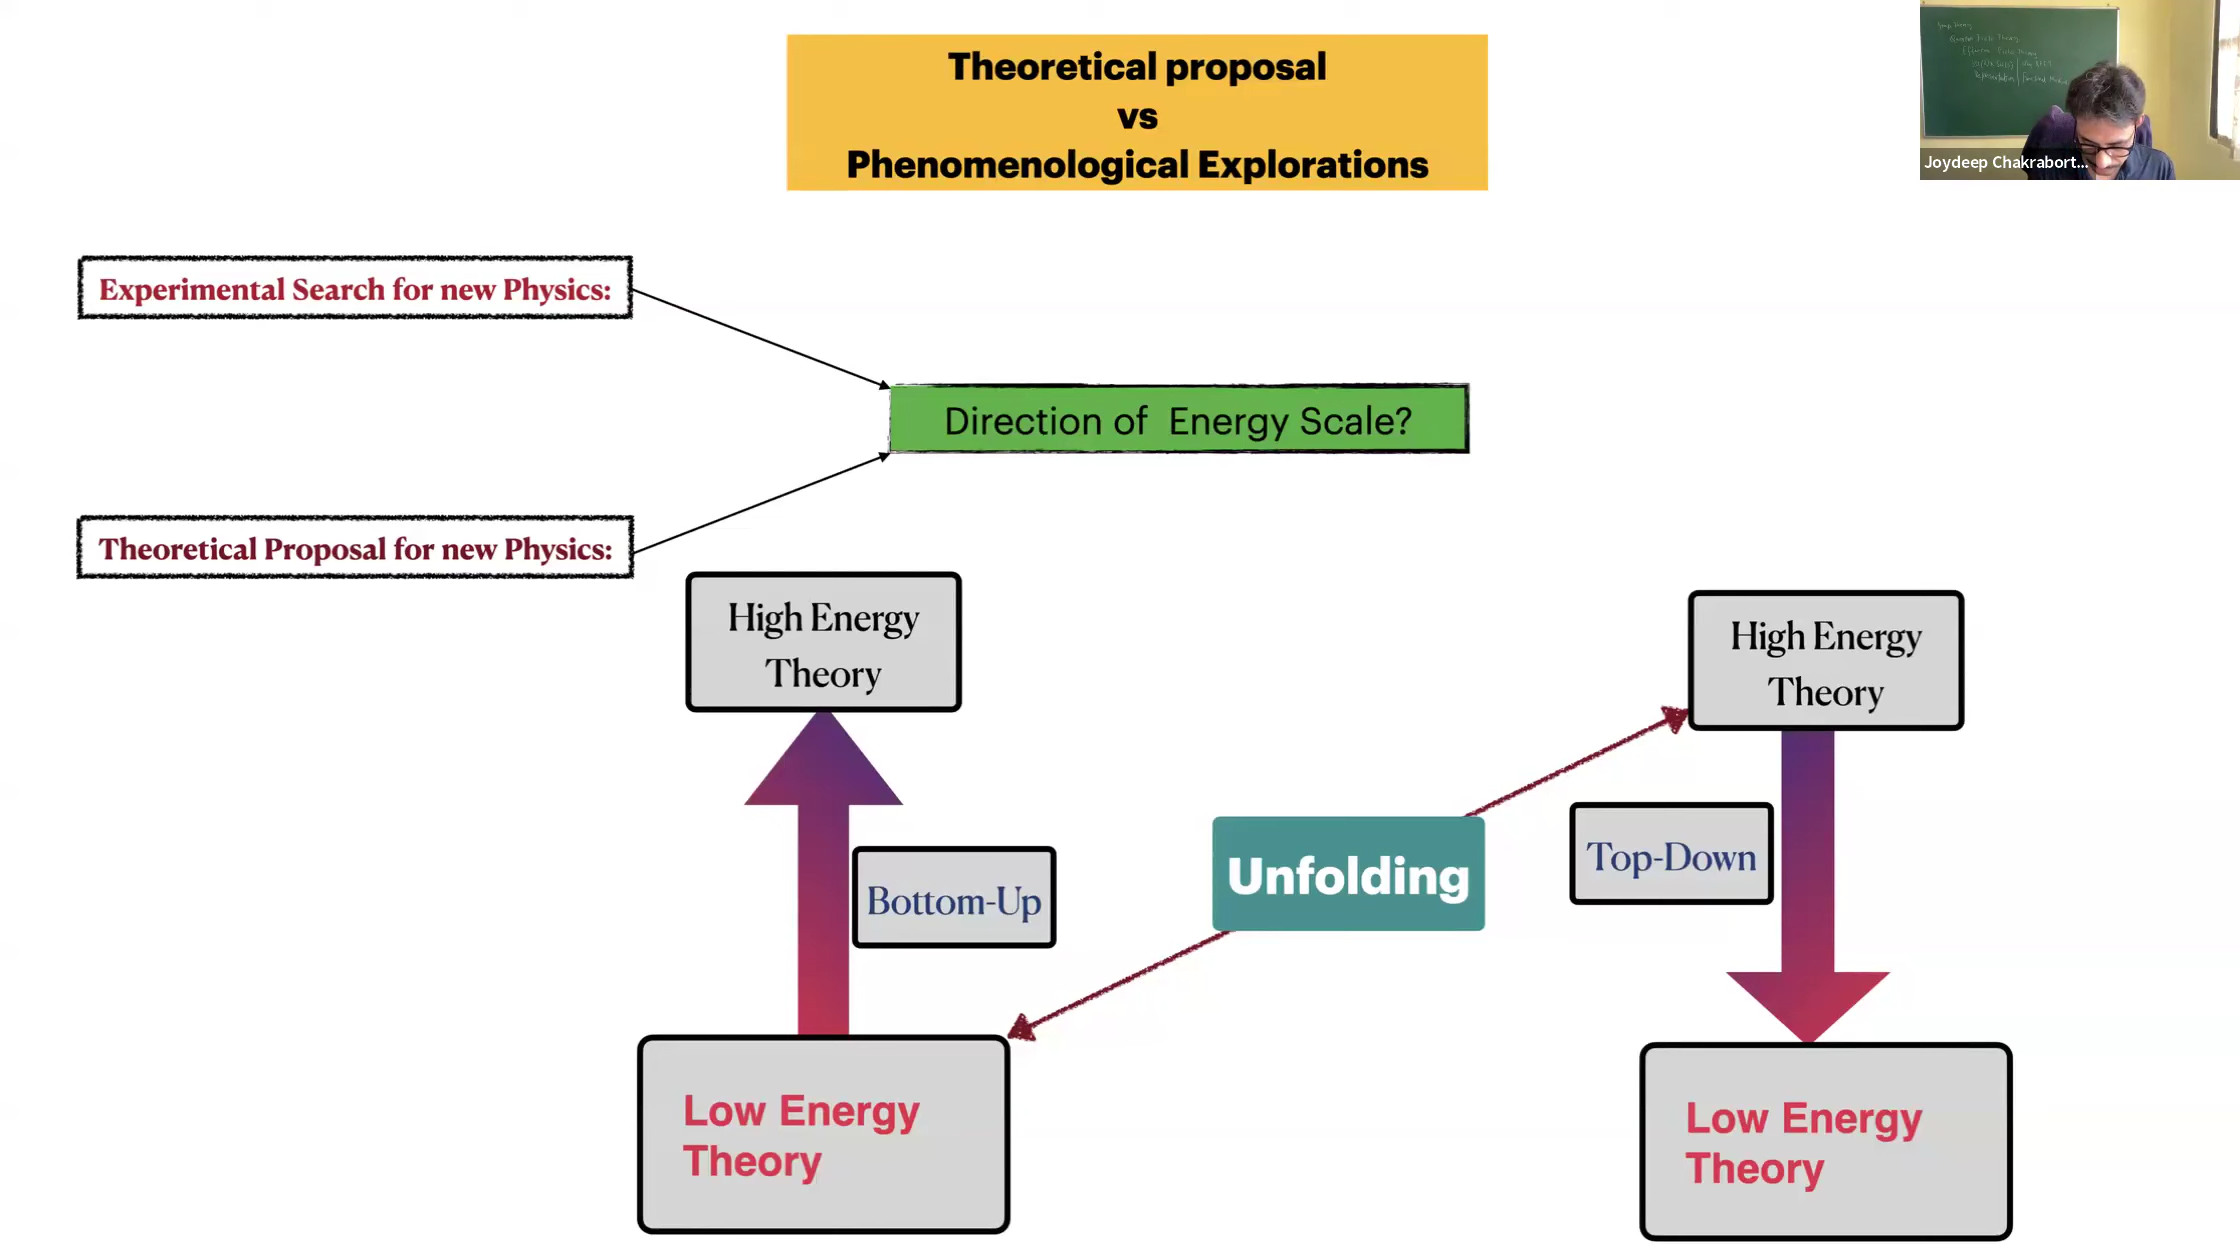 Theoretical proposal
vs
Phenomenological Explorations
Joydeep Chakrabort...
Experimental Search for new Physics:
Direction of Energy Scale?
Theoretical Proposal for new Physics:
High Energy
Theory
High Energy
Theory
Bottom-Up
Unfolding
Top-Down
Low Energy
Theory
Low Energy
Theory